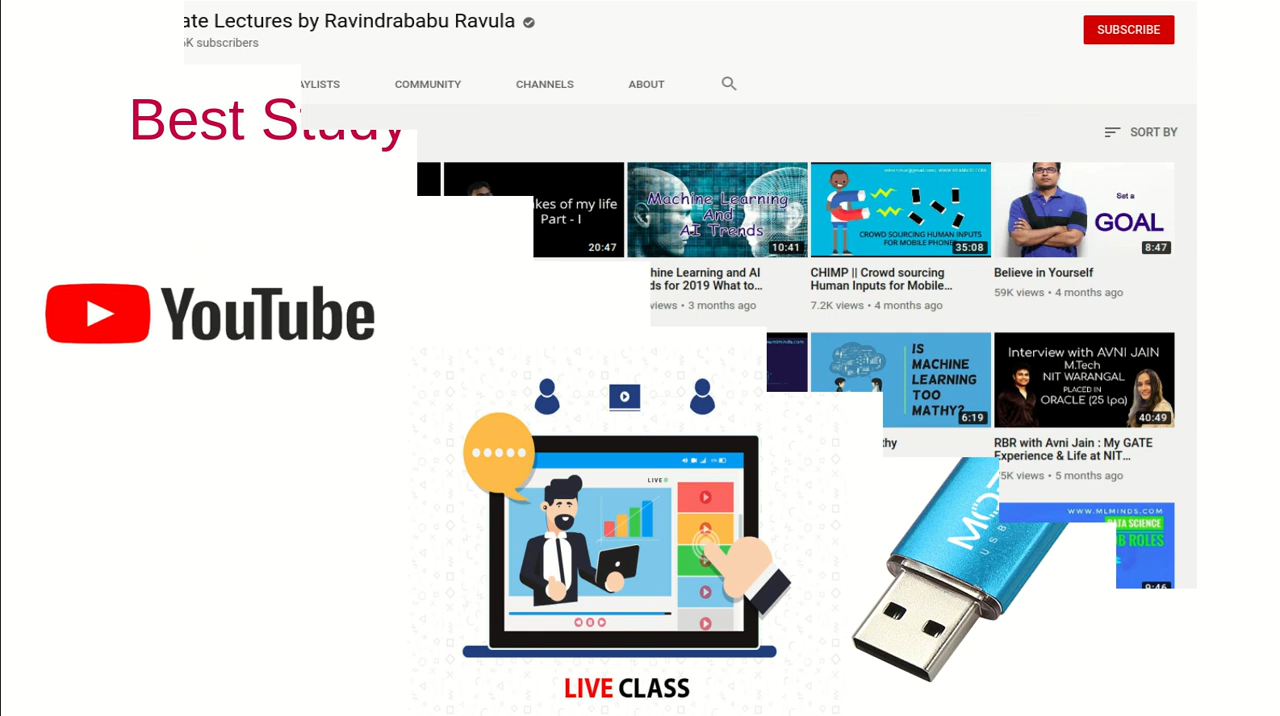 ate Lectures by Ravindrababu Ravula
6K subscribers
SUBSCRIBE
AYLISTS
COMMUNITY
CHANNELS
ABOUT
Best Study
SORT BY
kes of my life
Part - I
20:47
Machine Learning
And
AI Trends
10:41
CROWD SOURCING HUMAN INPUTS
FOR MOBILE PHONE
35:08
Set a
GOAL
8:47
hine Learning and AI
ds for 2019 What to...
views • 3 months ago
CHIMP || Crowd sourcing
Human Inputs for Mobile...
7.2K views • 4 months ago
Believe in Yourself
59K views • 4 months ago
YouTube
IS
MACHINE
LEARNING
TOO
MATHY?
6:19
Interview with AVNI JAIN
M.Tech
NIT WARANGAL
PLACED IN
ORACLE (25 lpa)
40:49
thy
RBR with Avni Jain : My GATE
Experience & Life at NIT...
5K views • 5 months ago
LIVE
USB
WWW.MLMINDS.COM
DATA SCIENCE
B ROLES
9:46
LIVE CLASS